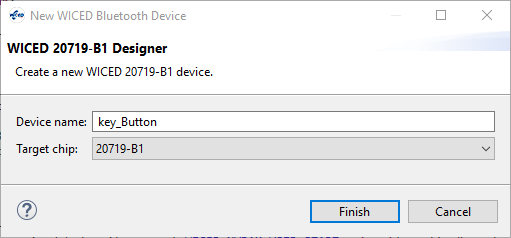 New WICED Bluetooth Device
WICED 20719-B1 Designer
Create a new WICED 20719-B1 device.
Device name: key_Button
Target chip: 20719-B1
? Finish Cancel